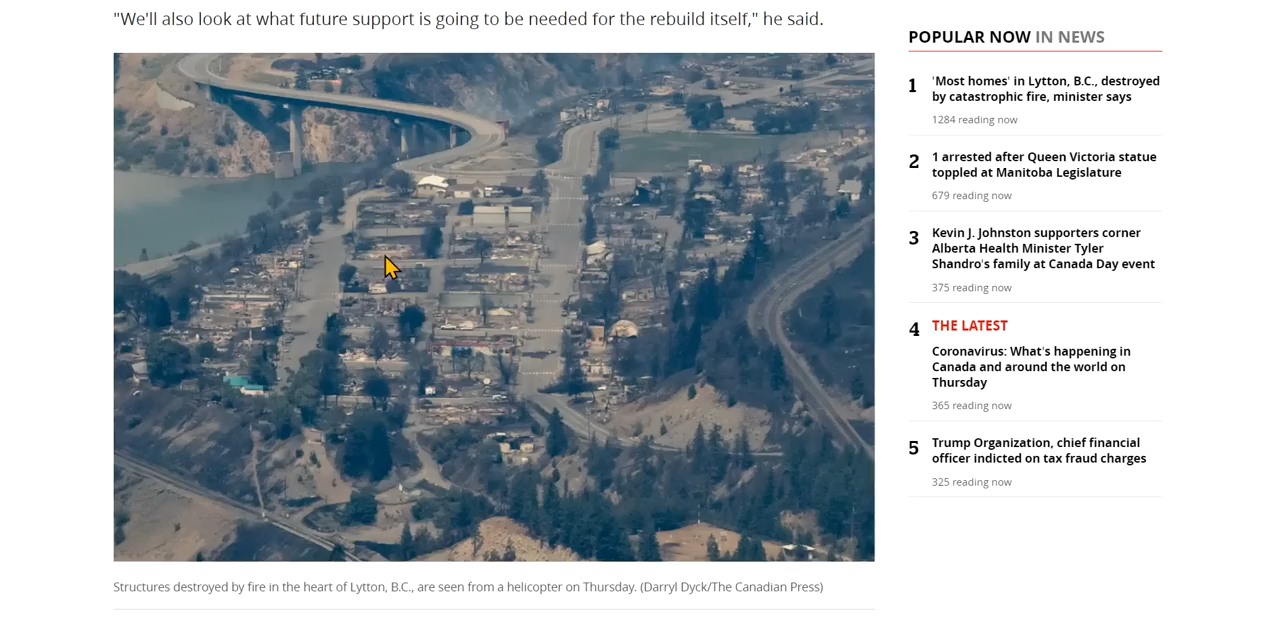 "We'll also look at what future support is going to be needed for the rebuild itself," he said.
Structures destroyed by fire in the heart of Lytton, B.C., are seen from a helicopter on Thursday. (Darryl Dyck/The Canadian Press)
POPULAR NOW IN NEWS
1 'Most homes' in Lytton, B.C., destroyed
by catastrophic fire, minister says
1284 reading now
2 1 arrested after Queen Victoria statue
toppled at Manitoba Legislature
679 reading now
3 Kevin J. Johnston supporters corner
Alberta Health Minister Tyler
Shandro's family at Canada Day event
375 reading now
4 THE LATEST
Coronavirus: What's happening in
Canada and around the world on
Thursday
365 reading now
5 Trump Organization, chief financial
officer indicted on tax fraud charges
325 reading now